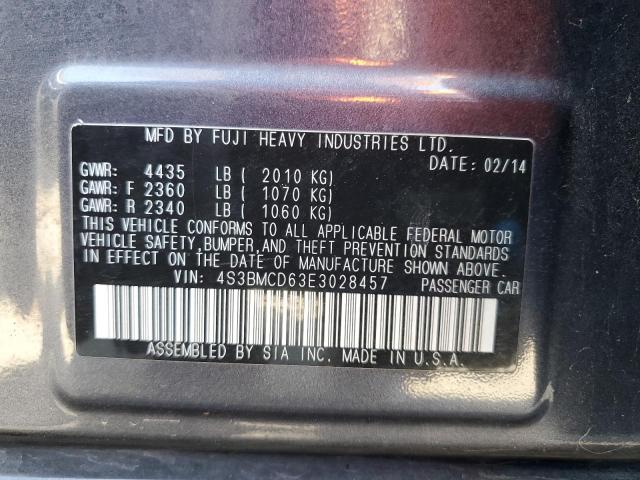 MFD BY FUJI HEAVY INDUSTRIES LTD.
DATE: 02/14
GVWR: 4435 LB ( 2010 KG)
GAWR: F 2360 LB ( 1070 KG)
GAWR: R 2340 LB ( 1060 KG)
THIS VEHICLE CONFORMS TO ALL APPLICABLE FEDERAL MOTOR
VEHICLE SAFETY, BUMPER, AND THEFT PREVENTION STANDARDS
IN EFFECT ON THE DATE OF MANUFACTURE SHOWN ABOVE.
VIN: 4S3BMCD63E3028457 PASSENGER CAR
ASSEMBLED BY SIA INC. MADE IN U.S.A.